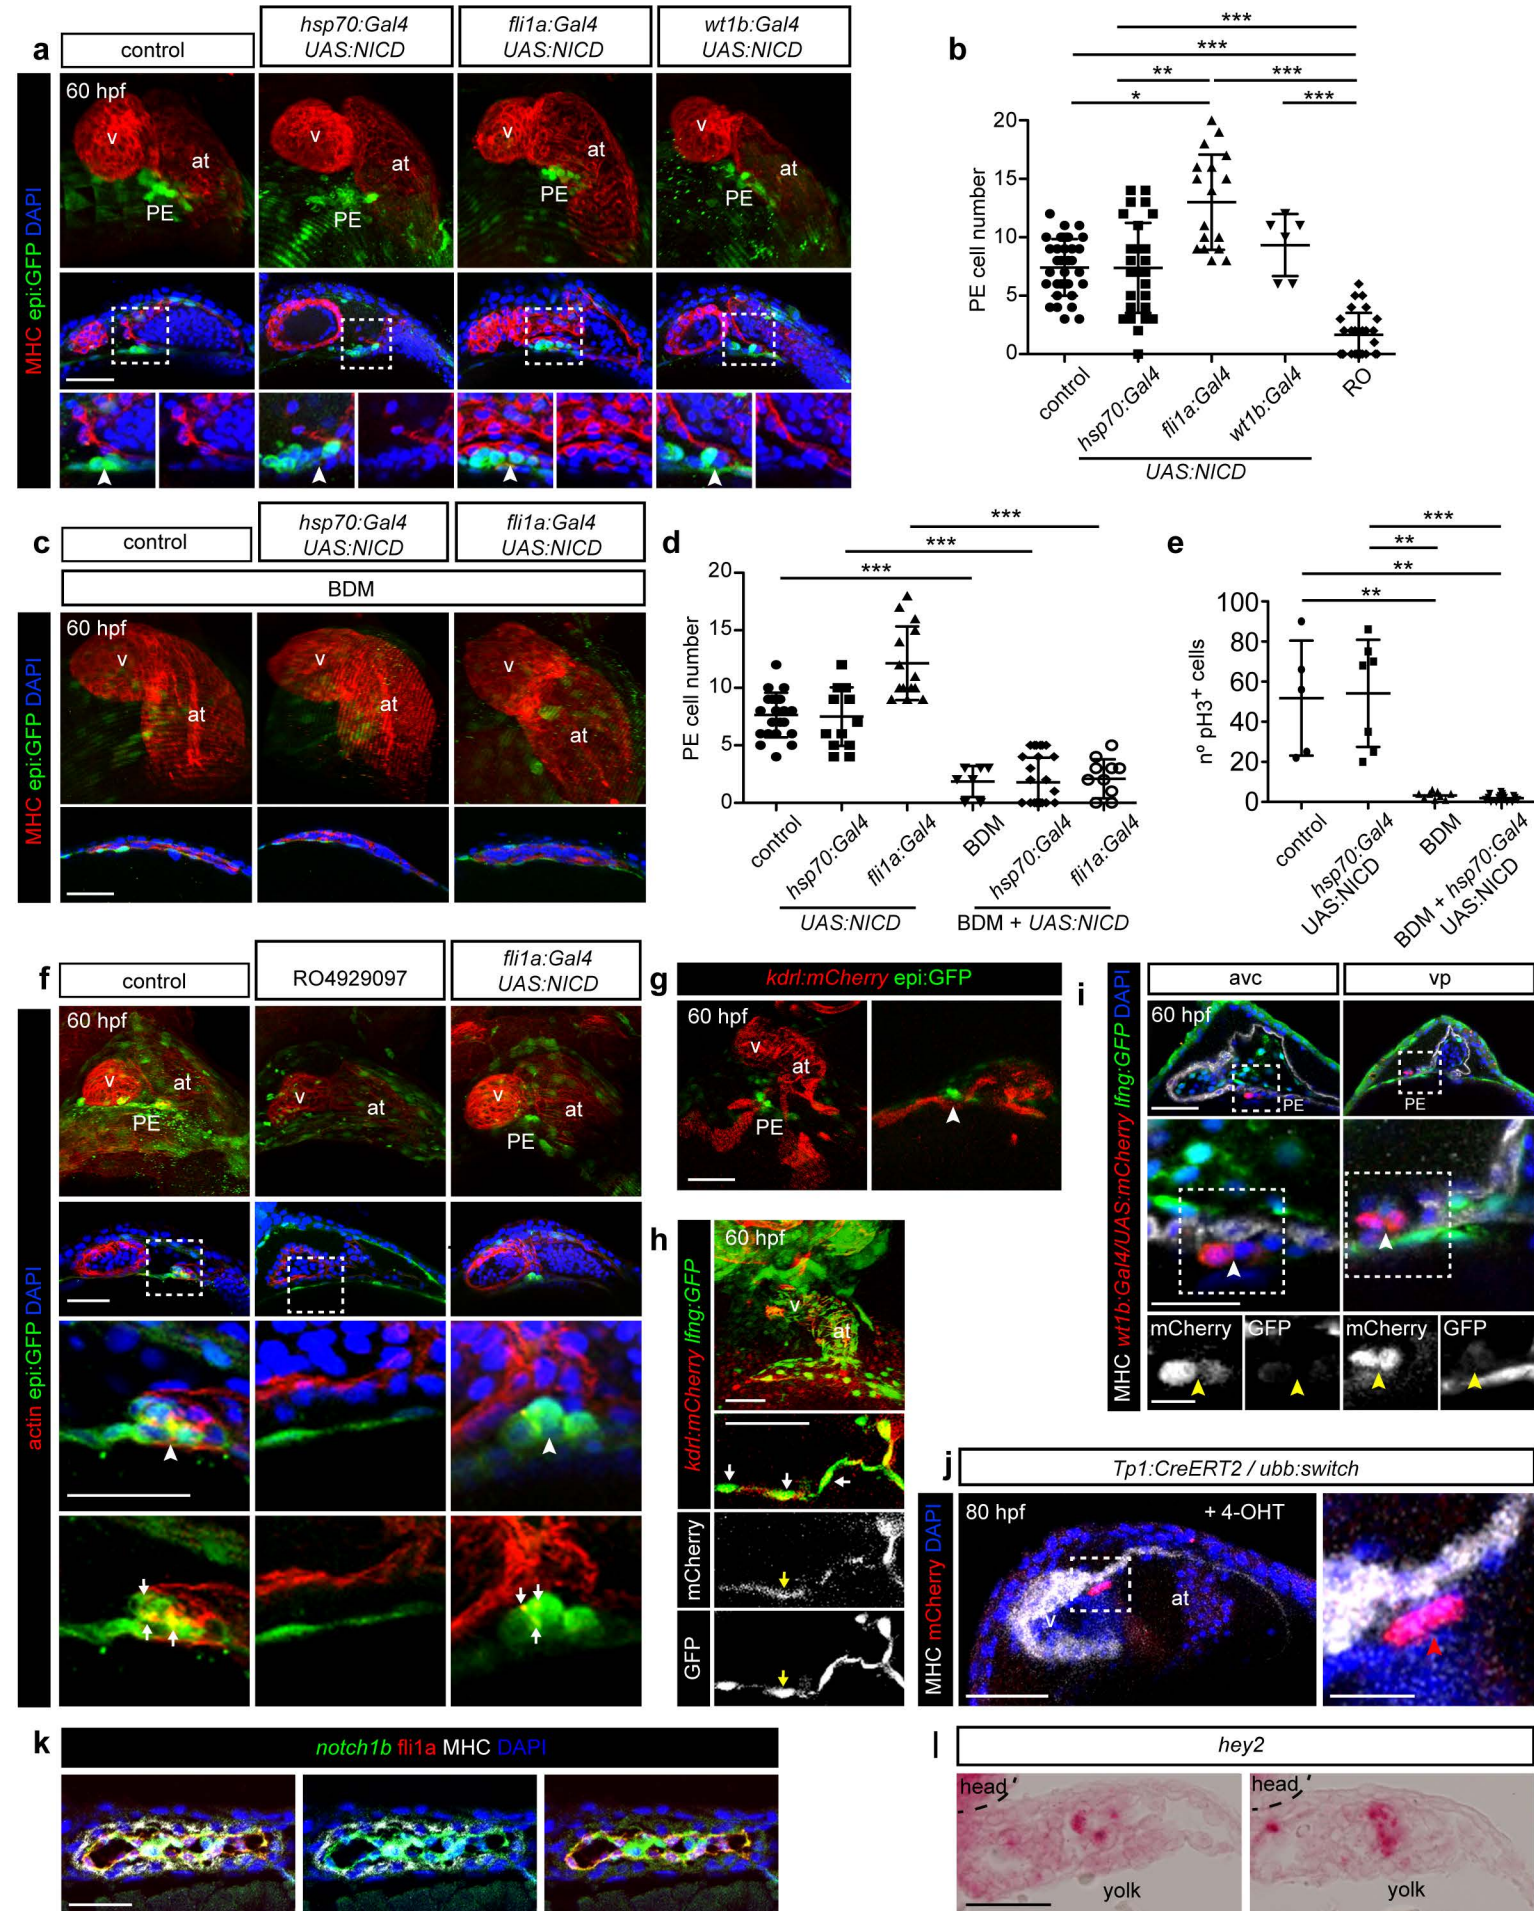 a
control
hsp70:Gal4
UAS:NICD
fli1a:Gal4
UAS:NICD
wt1b:Gal4
UAS:NICD
MHC epi:GFP DAPI
60 hpf
v
at
PE
v
at
PE
v
at
PE
v
at
PE
b
***
***
** ***
* ***
PE cell number
20
15
10
5
0
control
hsp70:Gal4
fli1a:Gal4
wt1b:Gal4
RO
UAS:NICD
c
control
hsp70:Gal4
UAS:NICD
fli1a:Gal4
UAS:NICD
BDM
MHC epi:GFP DAPI
60 hpf
v
at
v
at
v
at
d
***
***
***
PE cell number
20
15
10
5
0
control
hsp70:Gal4
fli1a:Gal4
BDM
hsp70:Gal4
fli1a:Gal4
UAS:NICD
BDM + UAS:NICD
e
***
**
**
**
nº pH3+ cells
100
80
60
40
20
0
control
hsp70:Gal4
UAS:NICD
BDM
BDM + hsp70:Gal4
UAS:NICD
f
control
RO4929097
fli1a:Gal4
UAS:NICD
actin epi:GFP DAPI
60 hpf
v
at
PE
v
at
v
at
PE
g
kdrl:mCherry epi:GFP
60 hpf
v
at
PE
h
kdrl:mCherry lfng:GFP
60 hpf
v
at
mCherry
GFP
i
avc
vp
MHC wt1b:Gal4/UAS:mCherry lfng:GFP DAPI
60 hpf
PE
PE
mCherry
GFP
mCherry
GFP
j
Tp1:CreERT2 / ubb:switch
MHC mCherry DAPI
80 hpf
+ 4-OHT
v
at
k
notch1b fli1a MHC DAPI
l
hey2
head
yolk
head
yolk